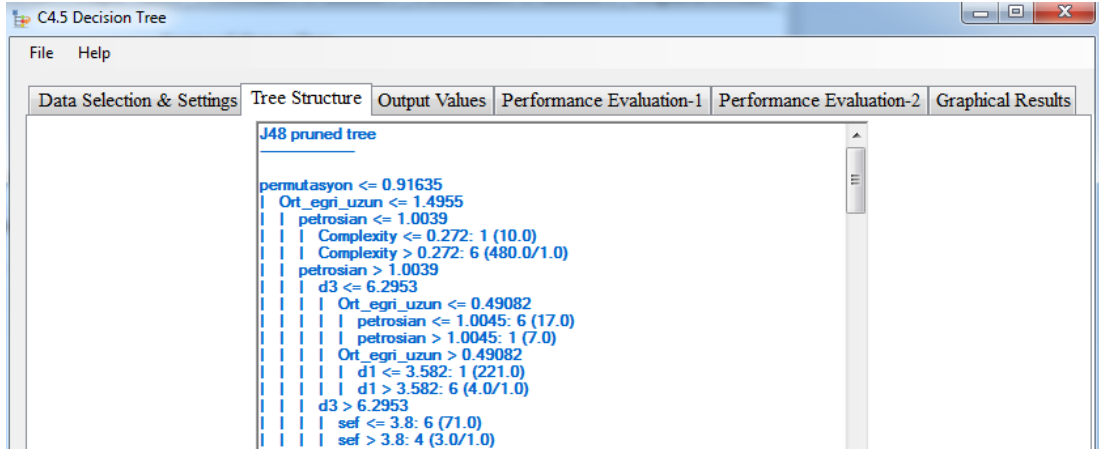 C4.5 Decision Tree
File Help
Data Selection & Settings Tree Structure Output Values Performance Evaluation-1 Performance Evaluation-2 Graphical Results
J48 pruned tree
------------------
permutasyon <= 0.91635
| Ort_egri_uzun <= 1.4955
| | petrosian <= 1.0039
| | | Complexity <= 0.272: 1 (10.0)
| | | Complexity > 0.272: 6 (480.0/1.0)
| | petrosian > 1.0039
| | | d3 <= 6.2953
| | | | Ort_egri_uzun <= 0.49082
| | | | | petrosian <= 1.0045: 6 (17.0)
| | | | | petrosian > 1.0045: 1 (7.0)
| | | | Ort_egri_uzun > 0.49082
| | | | | d1 <= 3.582: 1 (221.0)
| | | | | d1 > 3.582: 6 (4.0/1.0)
| | | d3 > 6.2953
| | | | sef <= 3.8: 6 (71.0)
| | | | sef > 3.8: 4 (3.0/1.0)